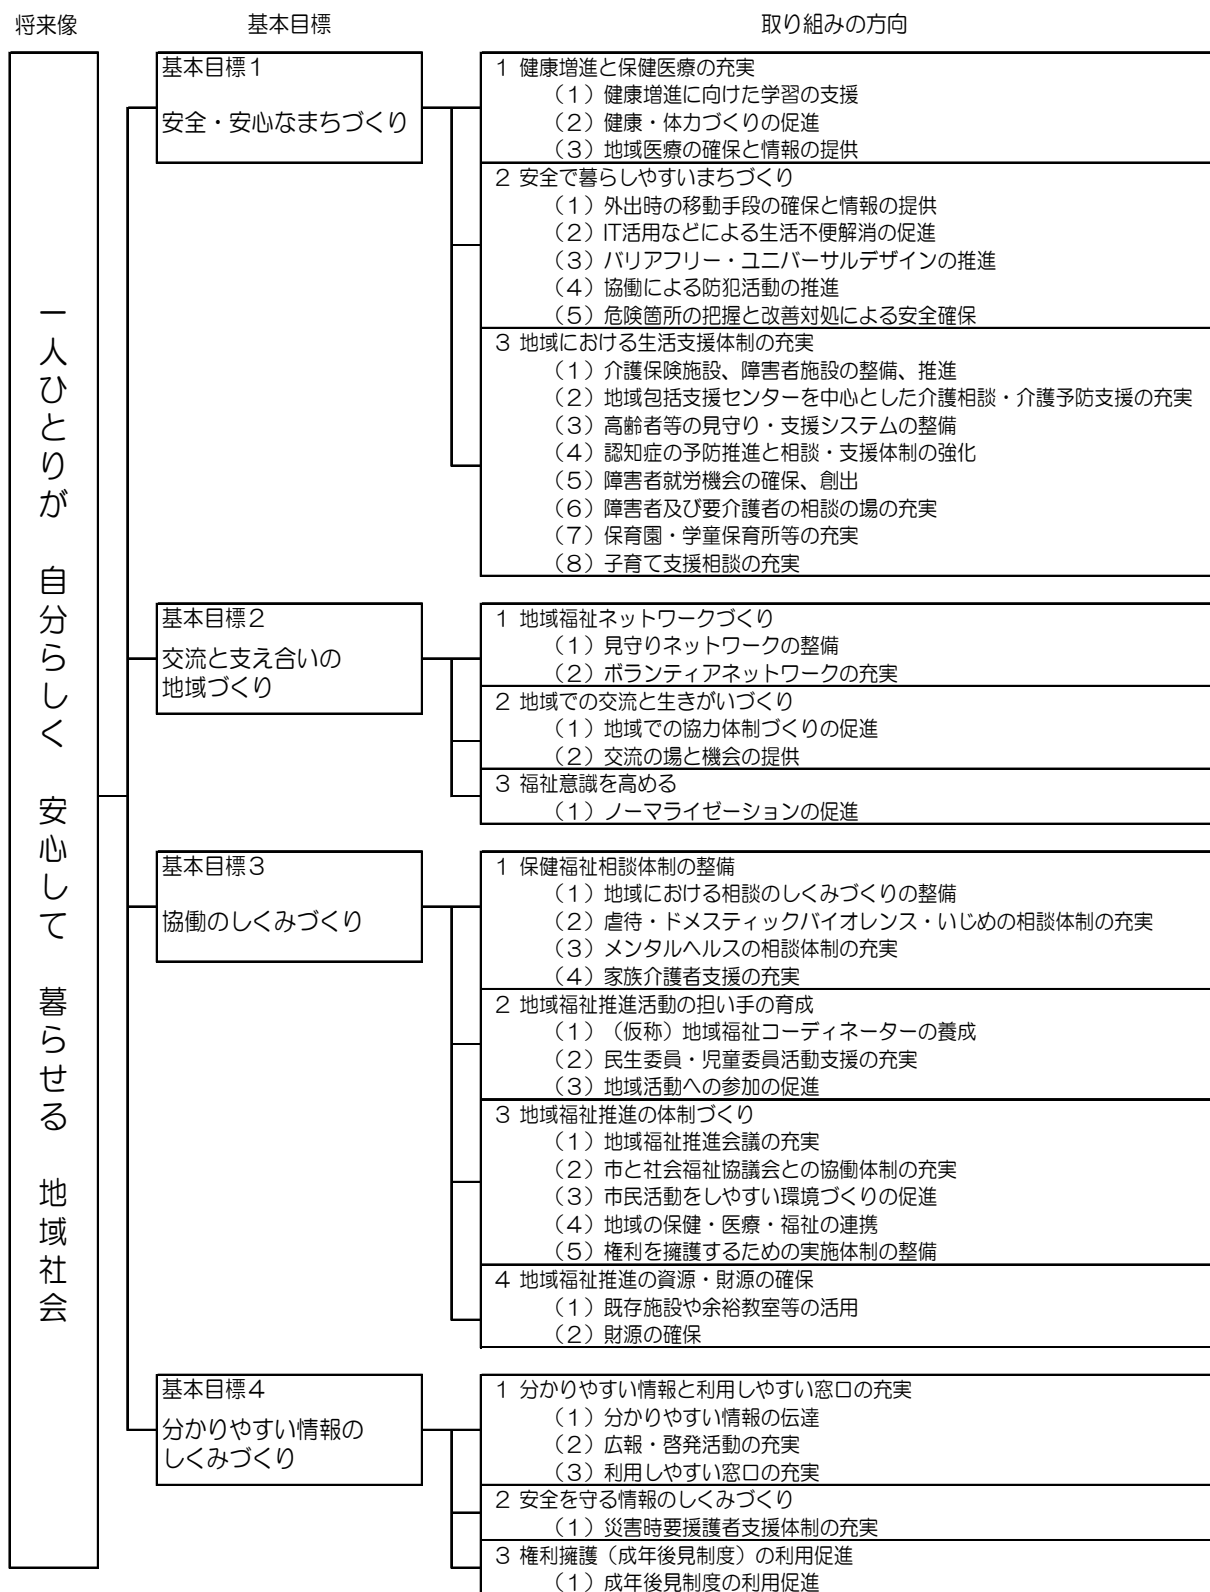 将来像
基本目標
取り組みの方向
一人ひとりが 自分らしく 安心して 暮らせる 地域社会
基本目標1
安全・安心なまちづくり
1 健康増進と保健医療の充実
（1）健康増進に向けた学習の支援
（2）健康・体力づくりの促進
（3）地域医療の確保と情報の提供
2 安全で暮らしやすいまちづくり
（1）外出時の移動手段の確保と情報の提供
（2）IT活用などによる生活不便解消の促進
（3）バリアフリー・ユニバーサルデザインの推進
（4）協働による防犯活動の推進
（5）危険箇所の把握と改善対処による安全確保
3 地域における生活支援体制の充実
（1）介護保険施設、障害者施設の整備、推進
（2）地域包括支援センターを中心とした介護相談・介護予防支援の充実
（3）高齢者等の見守り・支援システムの整備
（4）認知症の予防推進と相談・支援体制の強化
（5）障害者就労機会の確保、創出
（6）障害者及び要介護者の相談の場の充実
（7）保育園・学童保育所等の充実
（8）子育て支援相談の充実
基本目標2
交流と支え合いの
地域づくり
1 地域福祉ネットワークづくり
（1）見守りネットワークの整備
（2）ボランティアネットワークの充実
2 地域での交流と生きがいづくり
（1）地域での協力体制づくりの促進
（2）交流の場と機会の提供
3 福祉意識を高める
（1）ノーマライゼーションの促進
基本目標3
協働のしくみづくり
1 保健福祉相談体制の整備
（1）地域における相談のしくみづくりの整備
（2）虐待・ドメスティックバイオレンス・いじめの相談体制の充実
（3）メンタルヘルスの相談体制の充実
（4）家族介護者支援の充実
2 地域福祉推進活動の担い手の育成
（1）（仮称）地域福祉コーディネーターの養成
（2）民生委員・児童委員活動支援の充実
（3）地域活動への参加の促進
3 地域福祉推進の体制づくり
（1）地域福祉推進会議の充実
（2）市と社会福祉協議会との協働体制の充実
（3）市民活動をしやすい環境づくりの促進
（4）地域の保健・医療・福祉の連携
（5）権利を擁護するための実施体制の整備
4 地域福祉推進の資源・財源の確保
（1）既存施設や余裕教室等の活用
（2）財源の確保
基本目標4
分かりやすい情報の
しくみづくり
1 分かりやすい情報と利用しやすい窓口の充実
（1）分かりやすい情報の伝達
（2）広報・啓発活動の充実
（3）利用しやすい窓口の充実
2 安全を守る情報のしくみづくり
（1）災害時要援護者支援体制の充実
3 権利擁護（成年後見制度）の利用促進
（1）成年後見制度の利用促進